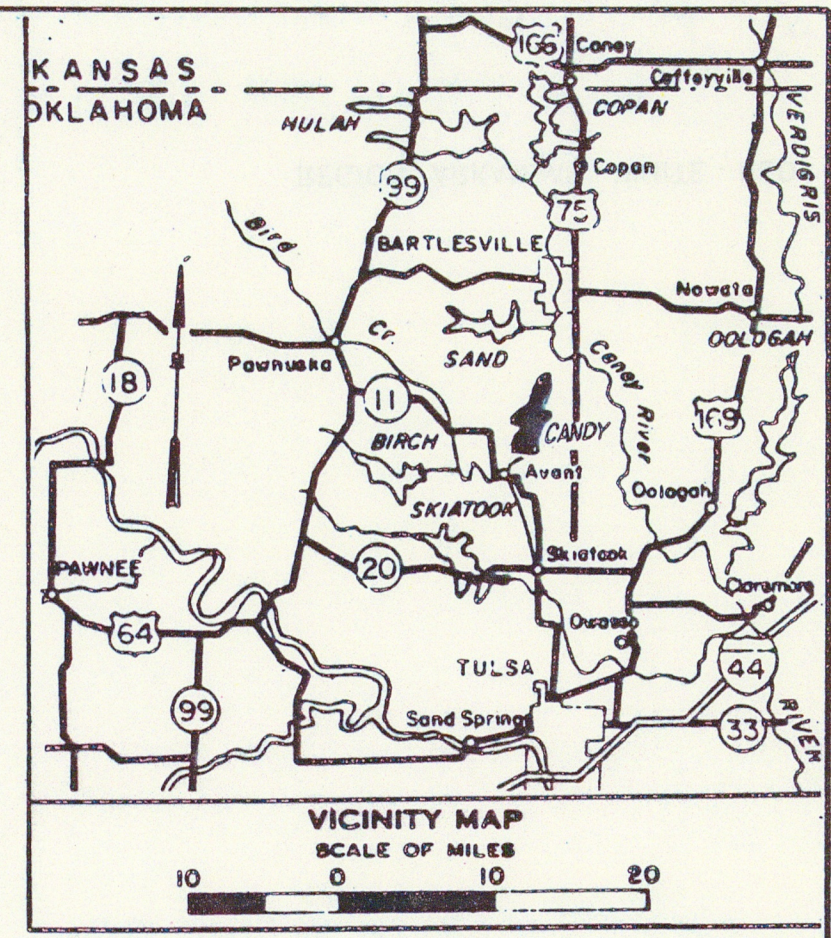 166
Caney
KANSAS
Coffeyville
OKLAHOMA
HULAH
COPAN
VERDIGRIS
Copan
99
75
Bird
BARTLESVILLE
Nowata
Cr.
OOLOGAH
Pawhuska
SAND
Caney River
18
11
169
CANDY
BIRCH
Avant
Oologah
SKIATOOK
Skiatook
PAWNEE
20
Claremore
Owasso
64
TULSA
44
99
Sand Springs
33
RIVER
VICINITY MAP
SCALE OF MILES
10 0 10 20